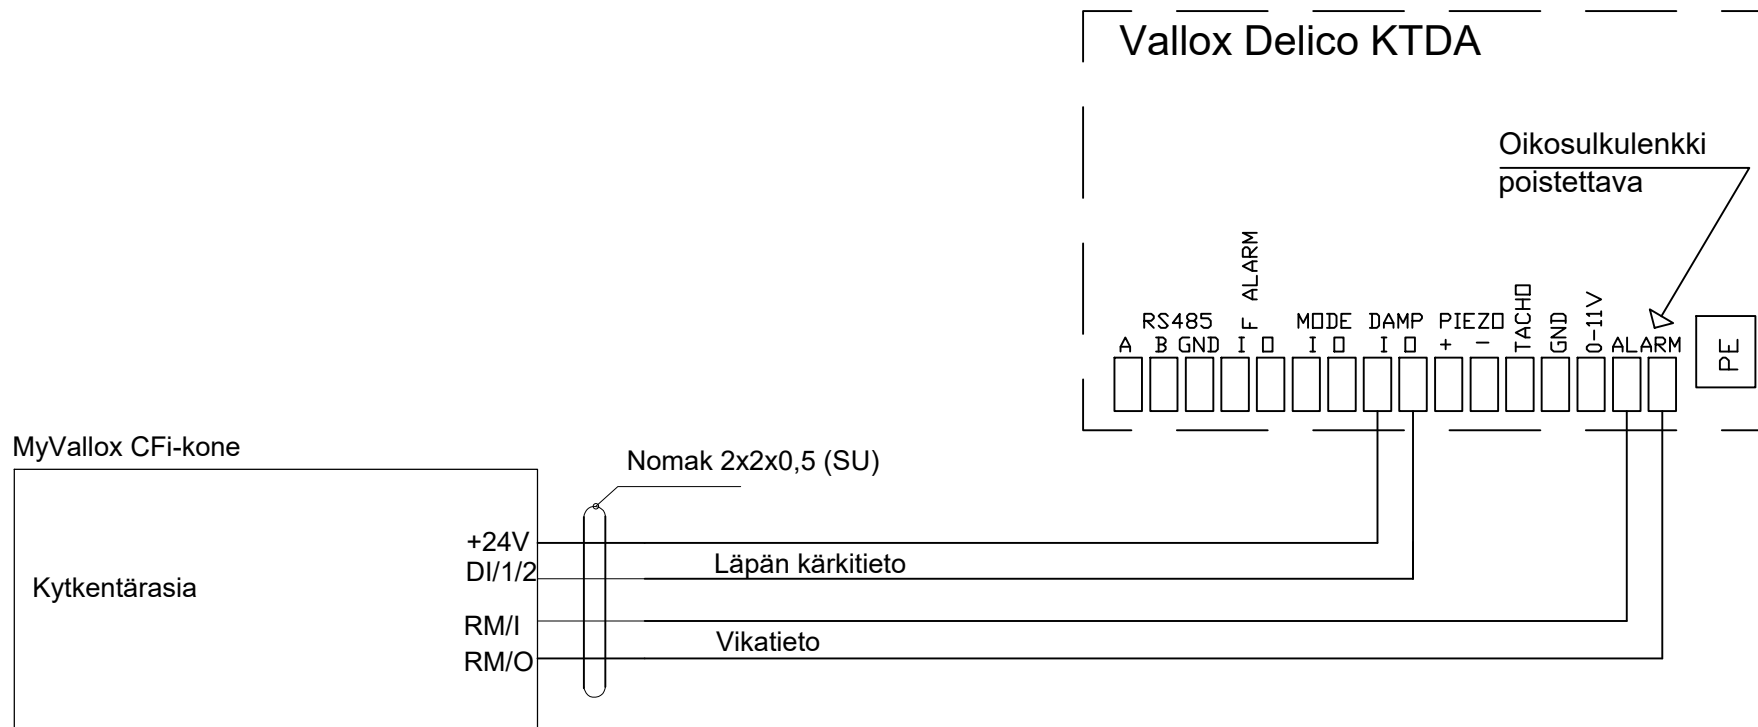 Vallox Delico KTDA
Oikosulkulenkki
poistettava
RS485 F ALARM MODE DAMP PIEZO TACHO GND 0-11V ALARM
A B GND I O I O I O + -
PE
MyVallox CFi-kone
Nomak 2x2x0,5 (SU)
+24V
Läpän kärkitieto
DI/1/2
Kytkentärasia
RM/I
Vikatieto
RM/O